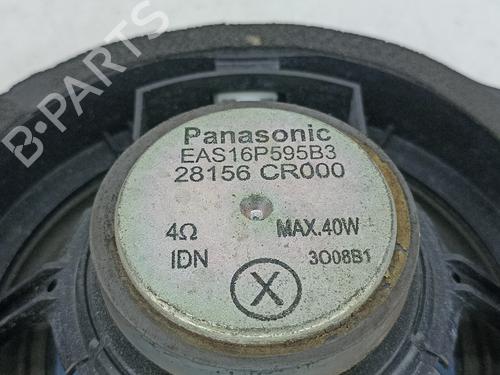 B-Parts
Panasonic
EAS16P595B3
28156 CR000
4Ω MAX.40W
IDN 3O08B1
X